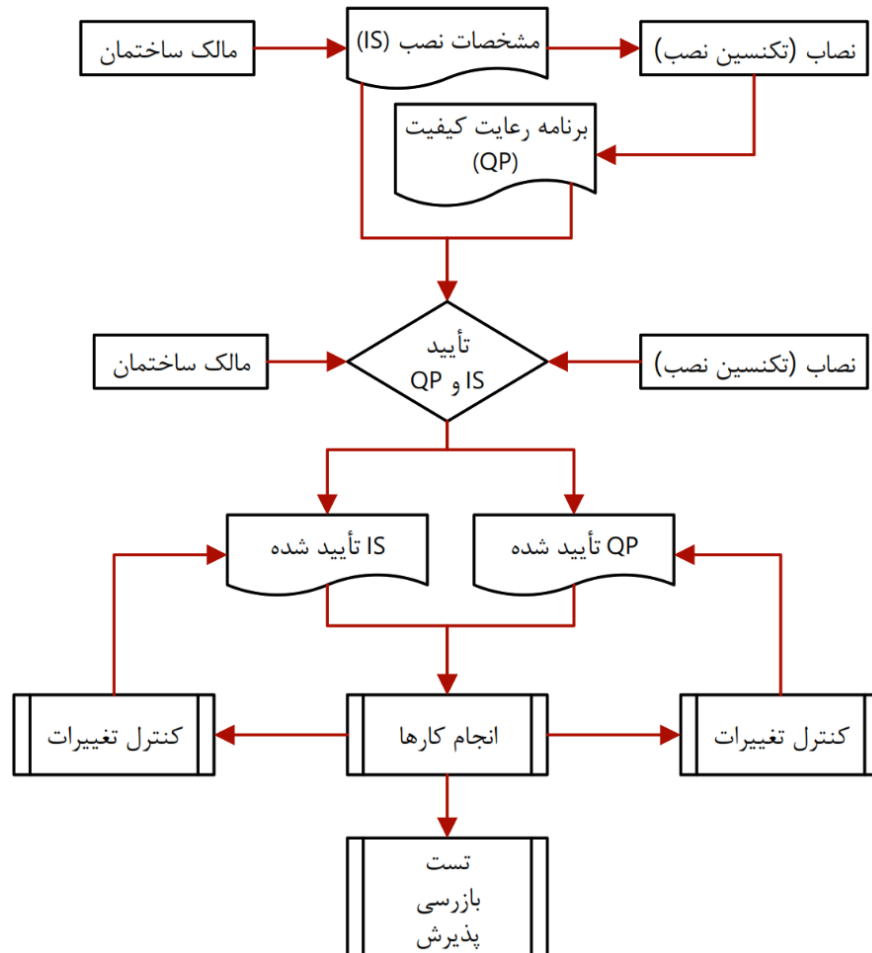 مالک ساختمان
مشخصات نصب (IS)
نصاب (تکنسین نصب)
برنامه رعایت کیفیت
(QP)
مالک ساختمان
تأیید
IS و QP
نصاب (تکنسین نصب)
IS تأیید شده
QP تأیید شده
کنترل تغییرات
انجام کارها
کنترل تغییرات
تست
بازرسی
پذیرش